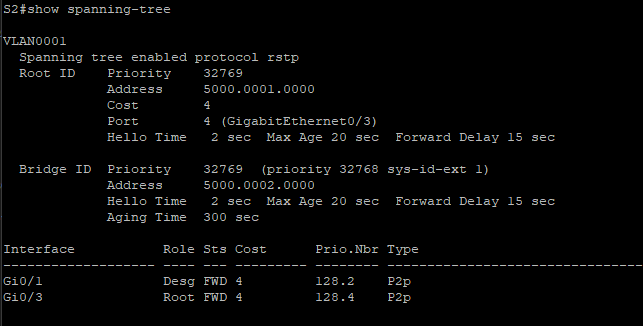 S2#show spanning-tree
VLAN0001
  Spanning tree enabled protocol rstp
  Root ID    Priority    32769
             Address     5000.0001.0000
             Cost        4
             Port        4 (GigabitEthernet0/3)
             Hello Time   2 sec  Max Age 20 sec  Forward Delay 15 sec
  Bridge ID  Priority    32769  (priority 32768 sys-id-ext 1)
             Address     5000.0002.0000
             Hello Time   2 sec  Max Age 20 sec  Forward Delay 15 sec
             Aging Time  300 sec
Interface           Role Sts Cost      Prio.Nbr Type
------------------- ---- --- --------- -------- --------------------------------
Gi0/1               Desg FWD 4         128.2    P2p
Gi0/3               Root FWD 4         128.4    P2p